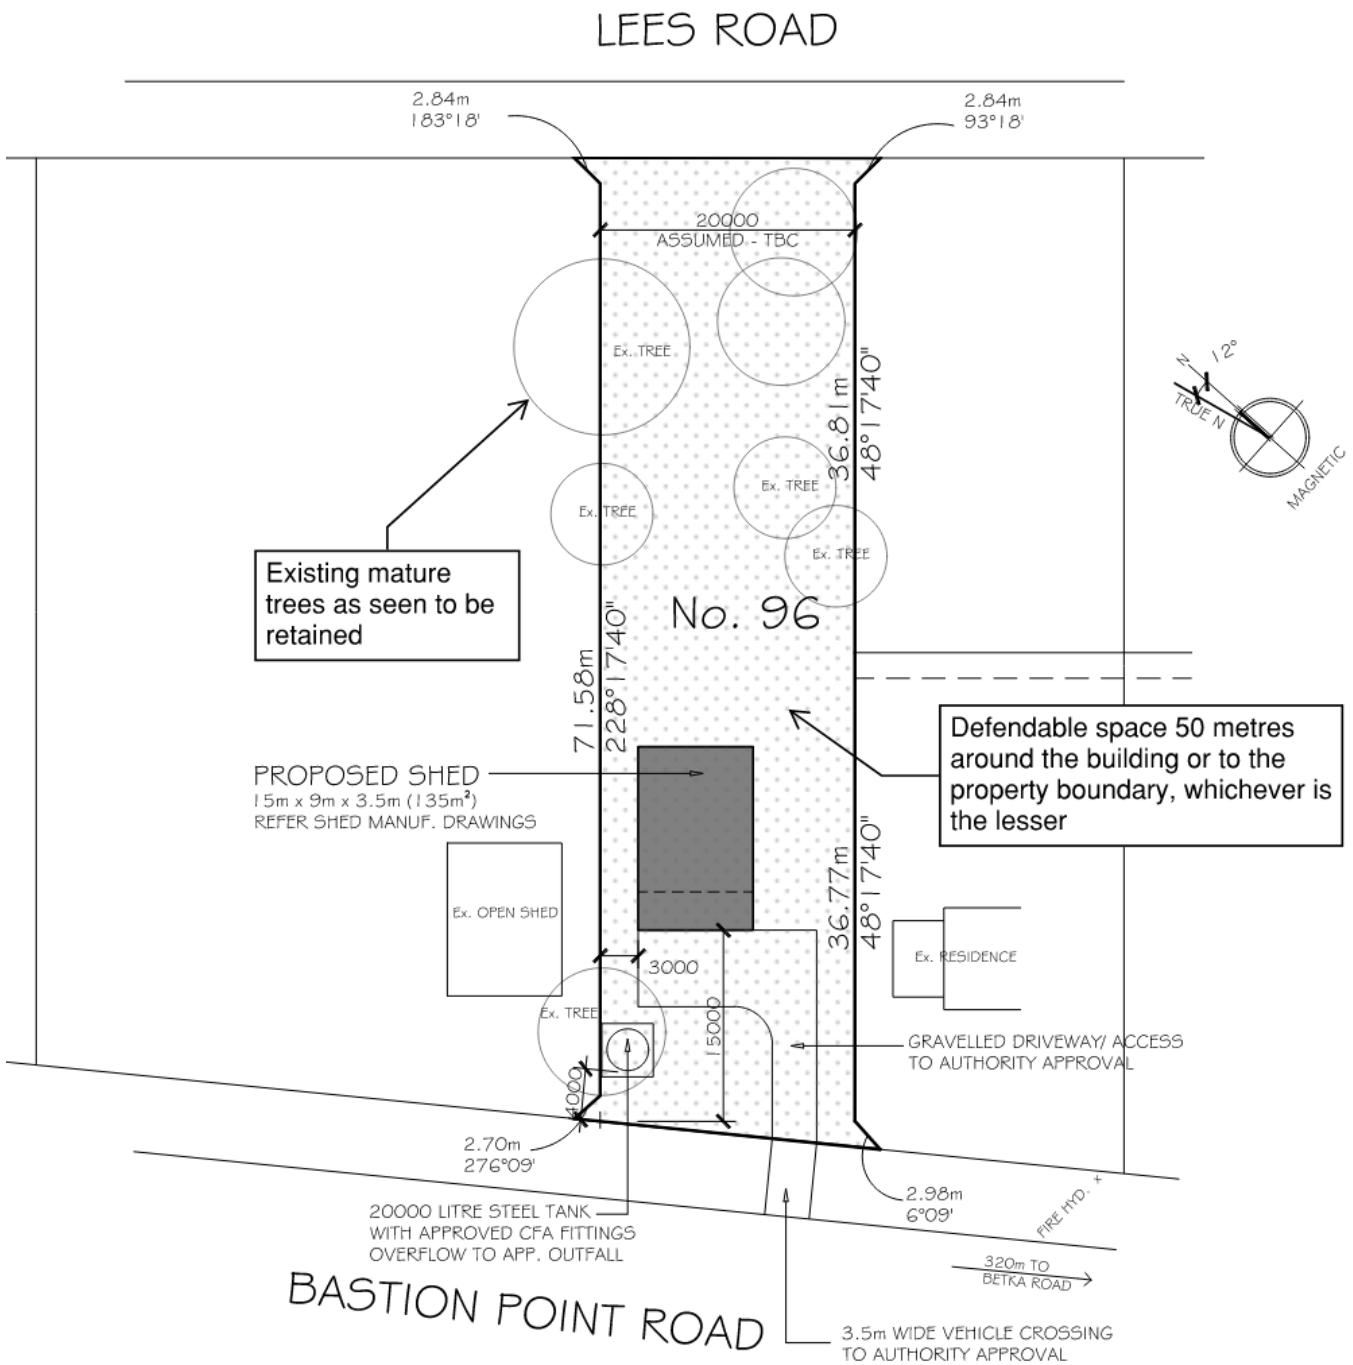 LEES ROAD
2.84m
183°18'
2.84m
93°18'
20000
ASSUMED - TBC
Ex. TREE
36.81m
48°17'40"
N
12°
TRUE N
MAGNETIC
Ex. TREE
Ex. TREE
Ex. TREE
Existing mature
trees as seen to be
retained
No. 96
71.58m
228°17'40"
Defendable space 50 metres
around the building or to the
property boundary, whichever is
the lesser
PROPOSED SHED
15m x 9m x 3.5m (135m²)
REFER SHED MANUF. DRAWINGS
36.77m
48°17'40"
Ex. OPEN SHED
Ex. RESIDENCE
3000
15000
Ex. TREE
4000
GRAVELLED DRIVEWAY/ ACCESS
TO AUTHORITY APPROVAL
2.70m
276°09'
2.98m
6°09'
FIRE HYD. x
20000 LITRE STEEL TANK
WITH APPROVED CFA FITTINGS
OVERFLOW TO APP. OUTFALL
320m TO
BETKA ROAD
BASTION POINT ROAD
3.5m WIDE VEHICLE CROSSING
TO AUTHORITY APPROVAL